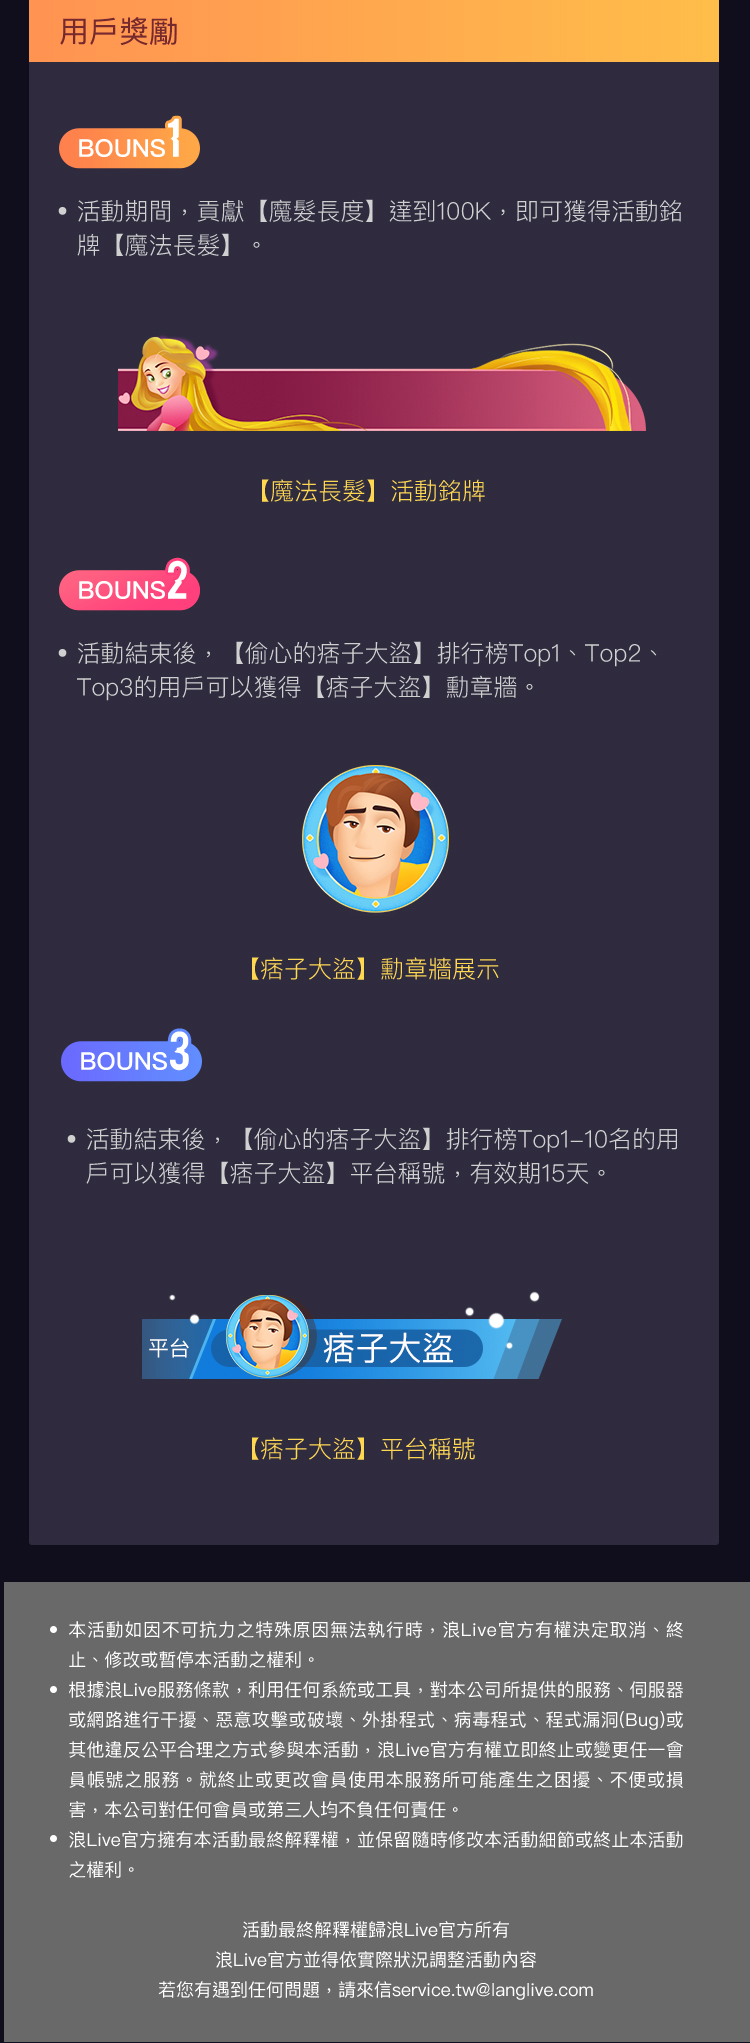 用戶獎勵
BOUNS1
• 活動期間，貢獻【魔髮長度】達到100K，即可獲得活動銘
牌【魔法長髮】。
【魔法長髮】活動銘牌
BOUNS2
• 活動結束後，【偷心的痞子大盜】排行榜Top1、Top2、
Top3的用戶可以獲得【痞子大盜】勳章牆。
【痞子大盜】勳章牆展示
BOUNS3
• 活動結束後，【偷心的痞子大盜】排行榜Top1-10名的用
戶可以獲得【痞子大盜】平台稱號，有效期15天。
平台 痞子大盜
【痞子大盜】平台稱號
• 本活動如因不可抗力之特殊原因無法執行時，浪Live官方有權決定取消、終
止、修改或暫停本活動之權利。
• 根據浪Live服務條款，利用任何系統或工具，對本公司所提供的服務、伺服器
或網路進行干擾、惡意攻擊或破壞、外掛程式、病毒程式、程式漏洞(Bug)或
其他違反公平合理之方式參與本活動，浪Live官方有權立即終止或變更任一會
員帳號之服務。就終止或更改會員使用本服務所可能產生之困擾、不便或損
害，本公司對任何會員或第三人均不負任何責任。
• 浪Live官方擁有本活動最終解釋權，並保留隨時修改本活動細節或終止本活動
之權利。
活動最終解釋權歸浪Live官方所有
浪Live官方並得依實際狀況調整活動內容
若您有遇到任何問題，請來信service.tw@langlive.com